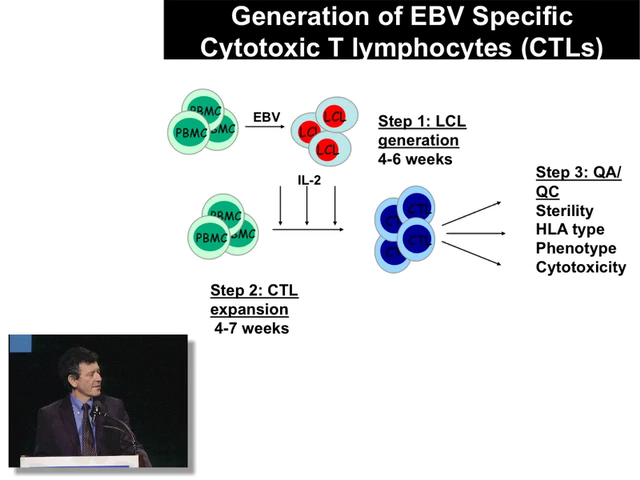 Generation of EBV Specific
Cytotoxic T lymphocytes (CTLs)
PBMC
PBMC
EBV
LCL
LCL
LCL
Step 1: LCL
generation
4-6 weeks
IL-2
PBMC
PBMC
CTL
CTL
Step 2: CTL
expansion
4-7 weeks
Step 3: QA/
QC
Sterility
HLA type
Phenotype
Cytotoxicity